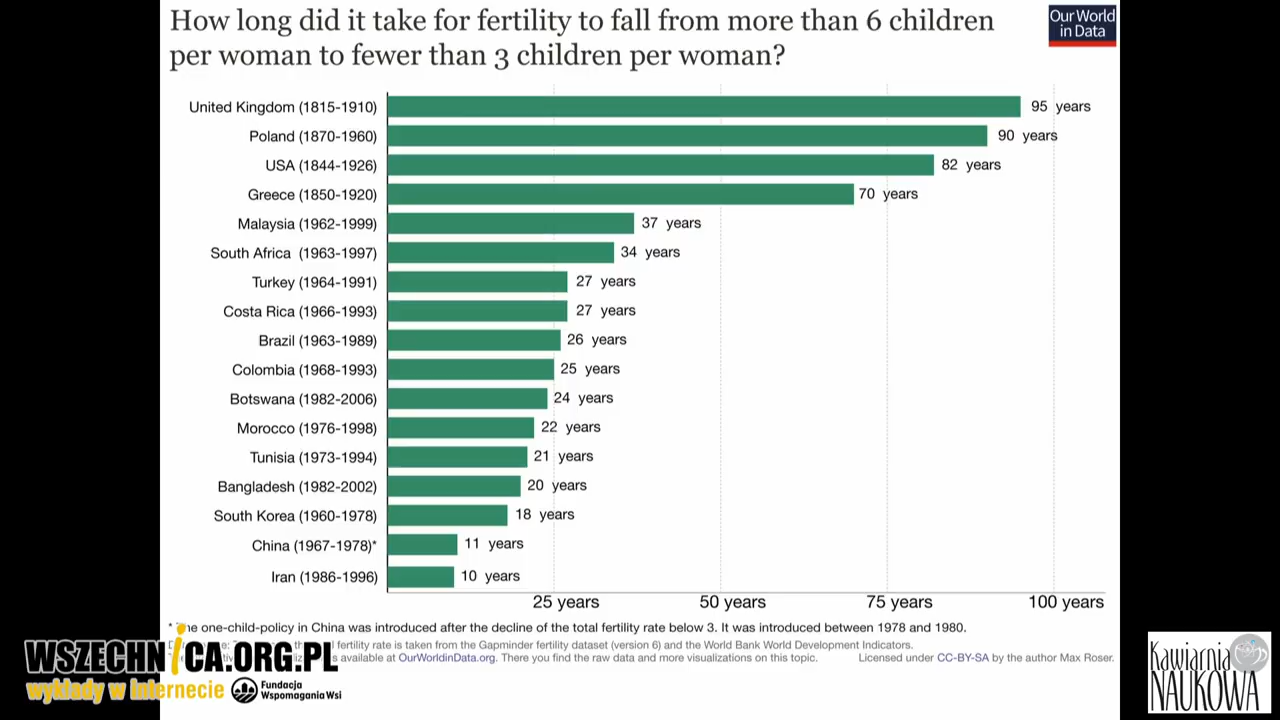 How long did it take for fertility to fall from more than 6 children
per woman to fewer than 3 children per woman?
Our World
in Data
United Kingdom (1815-1910) 95 years
Poland (1870-1960) 90 years
USA (1844-1926) 82 years
Greece (1850-1920) 70 years
Malaysia (1962-1999) 37 years
South Africa (1963-1997) 34 years
Turkey (1964-1991) 27 years
Costa Rica (1966-1993) 27 years
Brazil (1963-1989) 26 years
Colombia (1968-1993) 25 years
Botswana (1982-2006) 24 years
Morocco (1976-1998) 22 years
Tunisia (1973-1994) 21 years
Bangladesh (1982-2002) 20 years
South Korea (1960-1978) 18 years
China (1967-1978)* 11 years
Iran (1986-1996) 10 years
25 years 50 years 75 years 100 years
* one-child-policy in China was introduced after the decline of the total fertility rate below 3. It was introduced between 1978 and 1980.
fertility rate is taken from the Gapminder fertility dataset (version 6) and the World Bank World Development Indicators.
available at OurWorldinData.org. There you find the raw data and more visualizations on this topic. Licensed under CC-BY-SA by the author Max Roser.
WSZECHNICA.ORG.PL
wykłady w internecie
Fundacja
Wspomagania Wsi
Kawiarnia
NAUKOWA